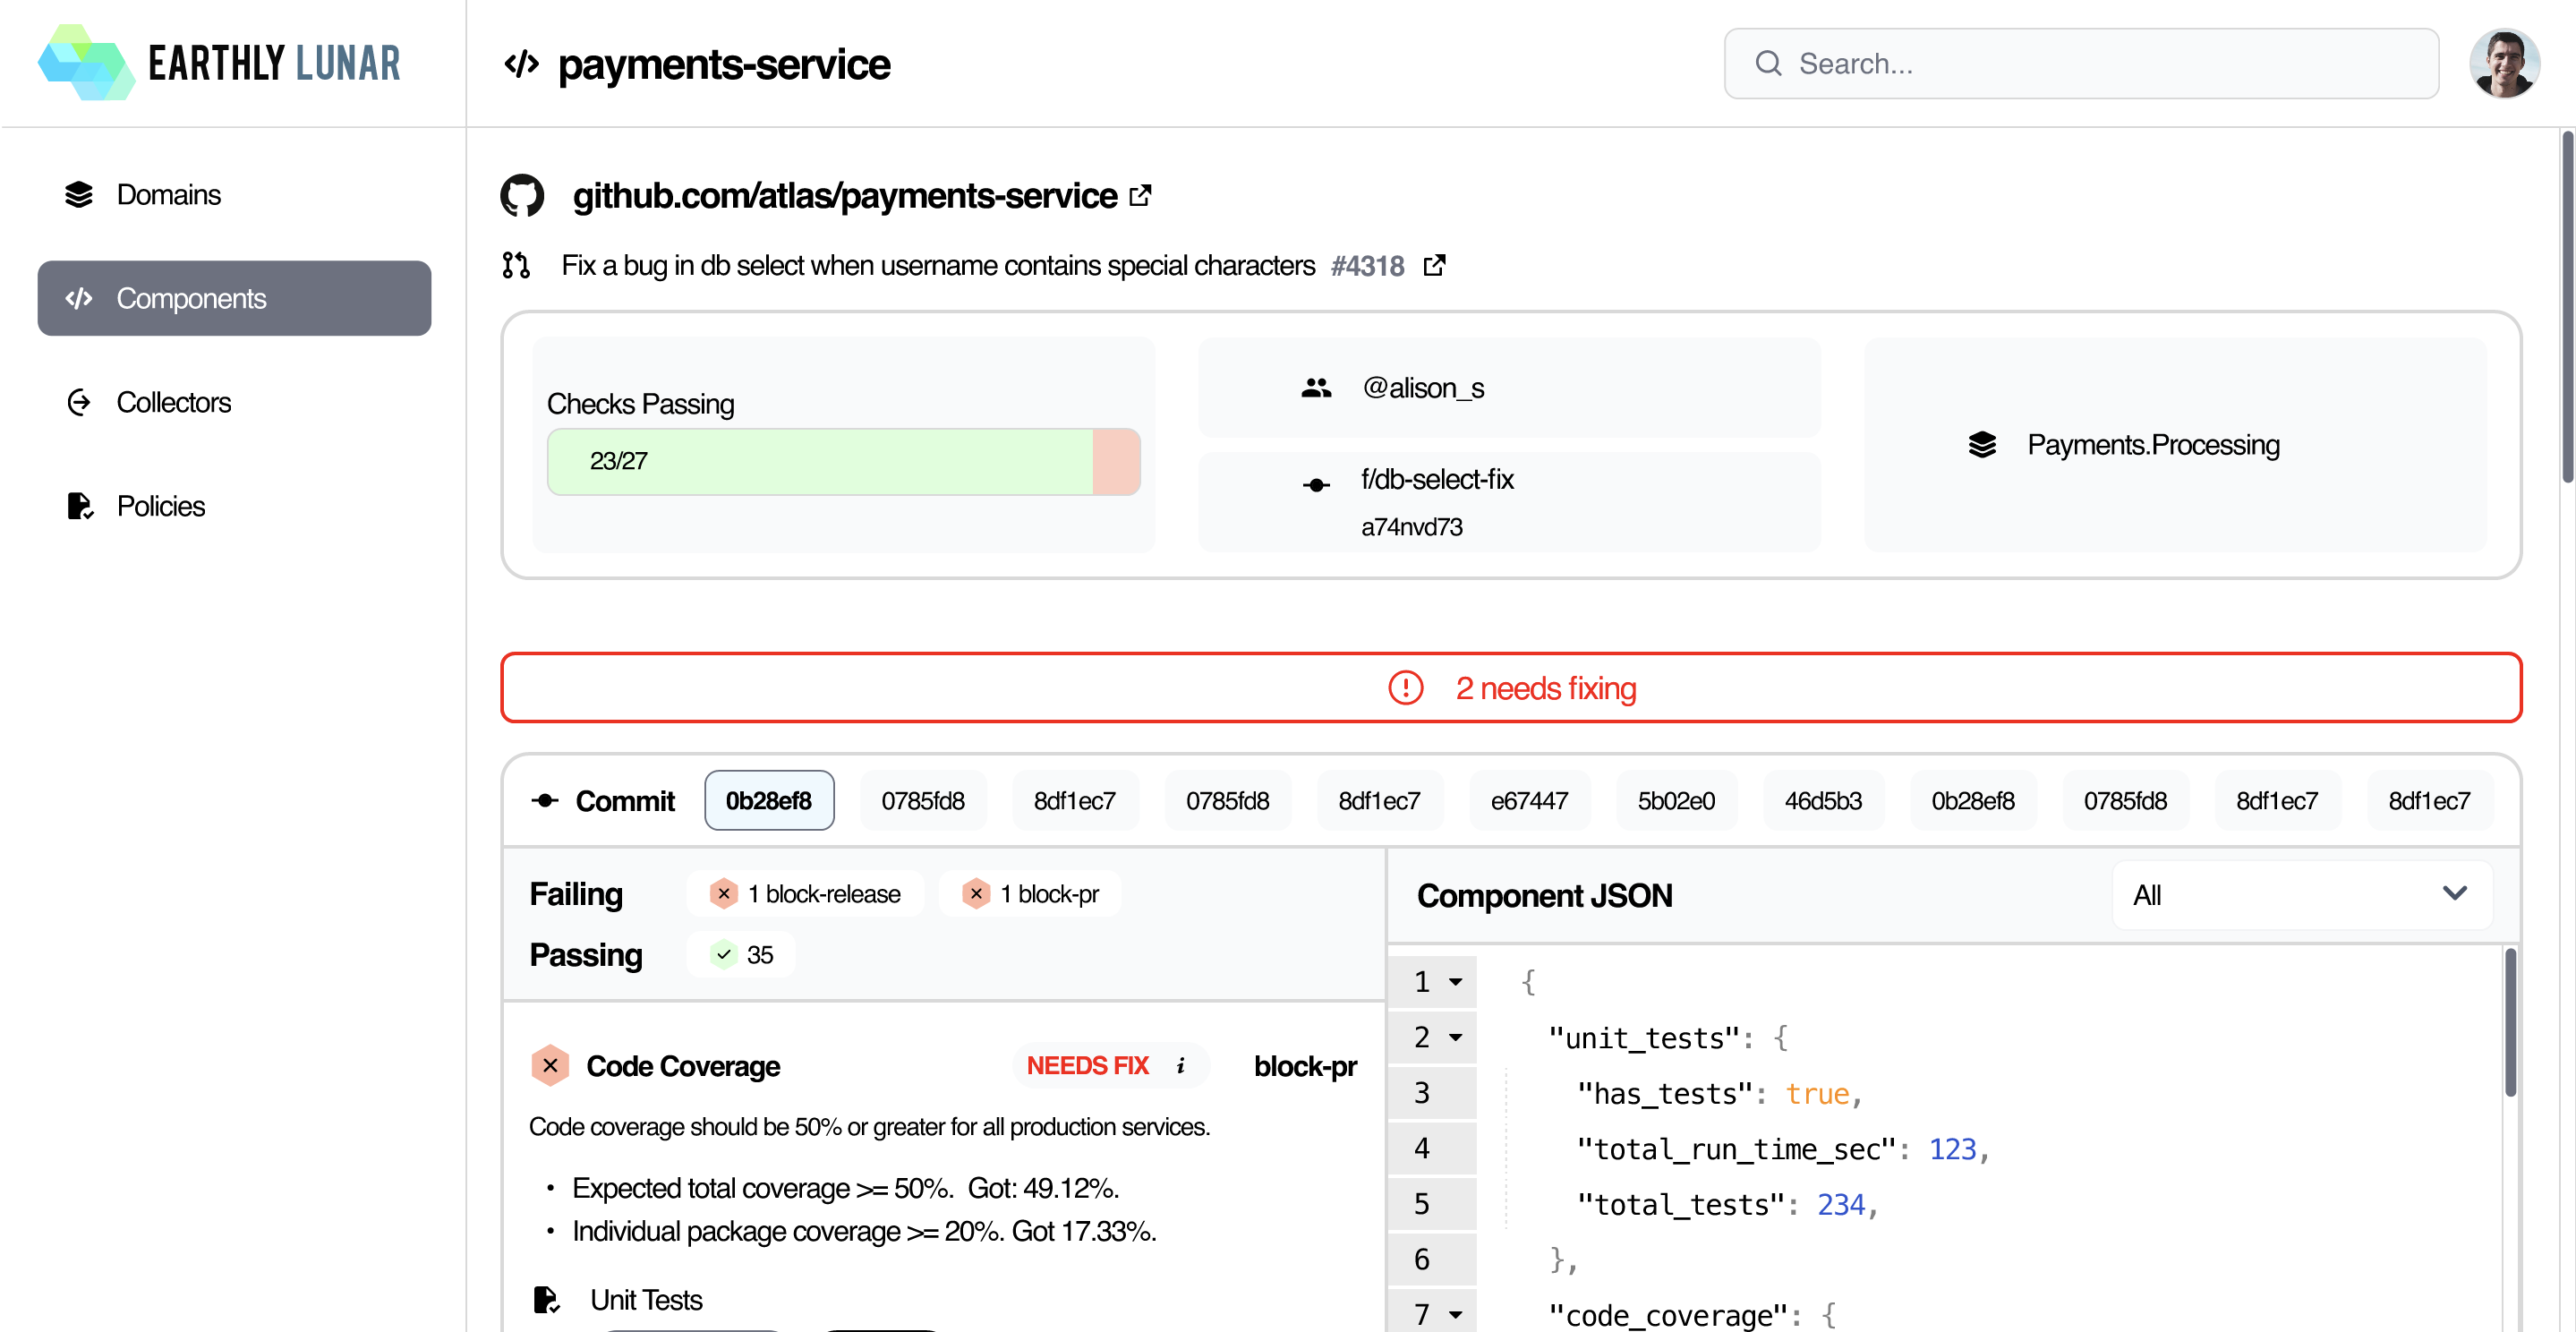 EARTHLY LUNAR
payments-service
Search...
Domains
Components
Collectors
Policies
github.com/atlas/payments-service
Fix a bug in db select when username contains special characters #4318
Checks Passing
23/27
@alison_s
f/db-select-fix
a74nvd73
Payments.Processing
2 needs fixing
Commit 0b28ef8 0785fd8 8df1ec7 0785fd8 8df1ec7 e67447 5b02e0 46d5b3 0b28ef8 0785fd8 8df1ec7 8df1ec7
Failing 1 block-release 1 block-pr
Passing 35
Code Coverage NEEDS FIX i block-pr
Code coverage should be 50% or greater for all production services.
• Expected total coverage >= 50%. Got: 49.12%.
• Individual package coverage >= 20%. Got 17.33%.
Unit Tests
Component JSON All
1 {
2 "unit_tests": {
3 "has_tests": true,
4 "total_run_time_sec": 123,
5 "total_tests": 234,
6 },
7 "code_coverage": {